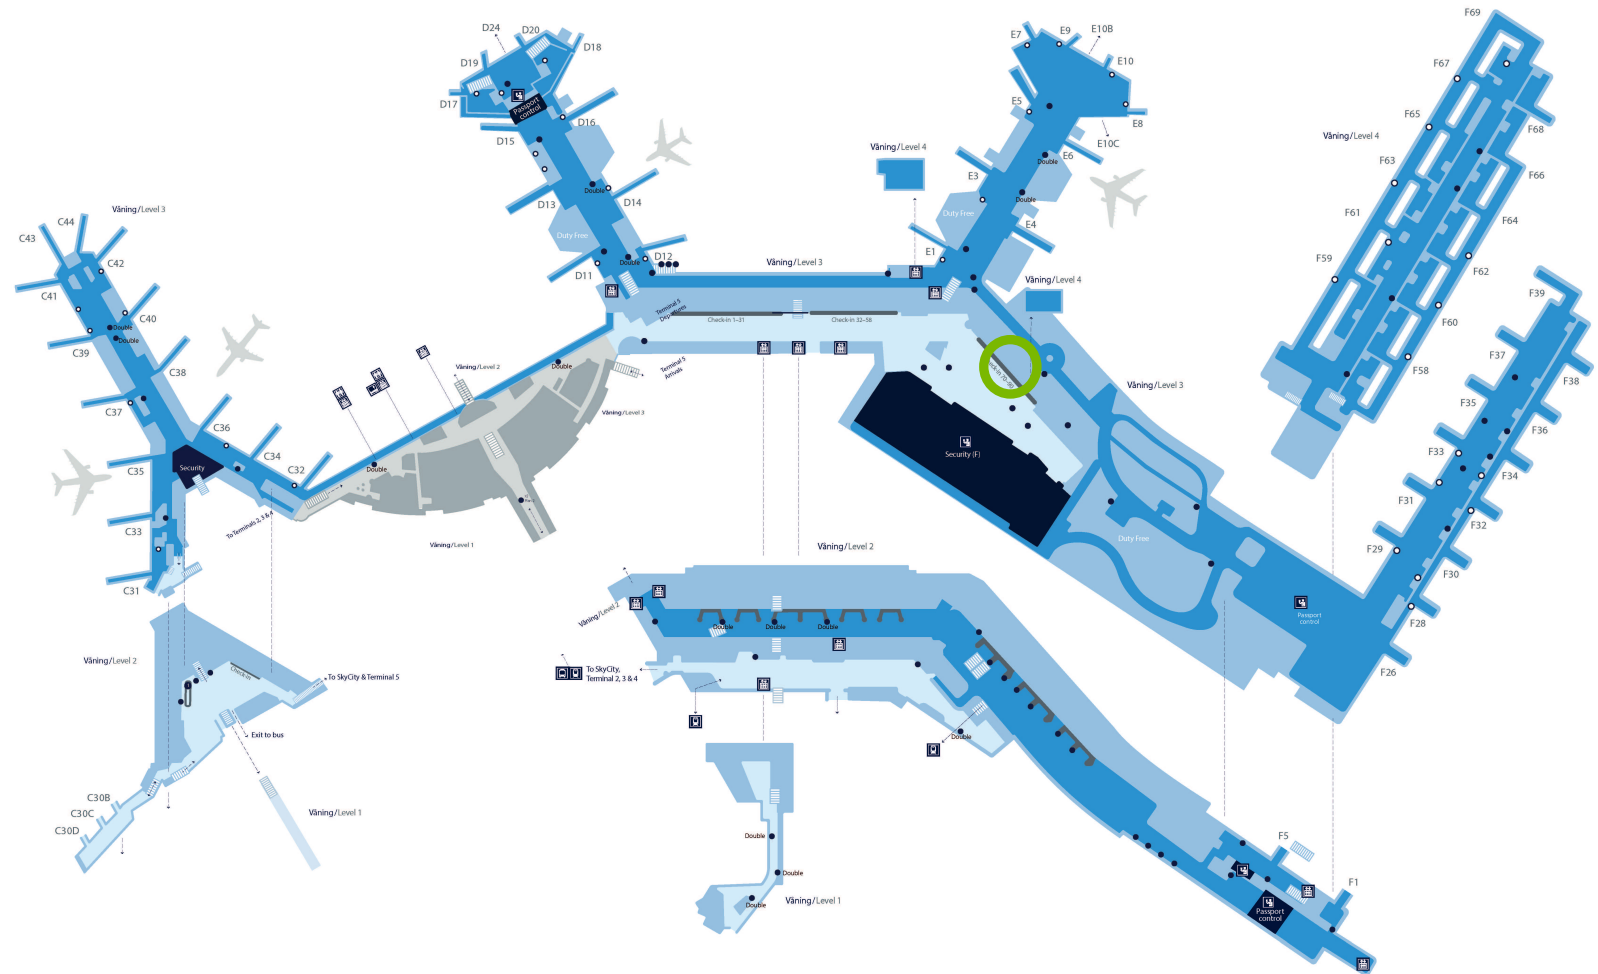 D24
D20
D18
D19
D17
Passport
control
D16
D15
Double
D14
D13
Duty Free
Double
D12
D11
E7
E9
E10B
E10
E5
E8
E10C
E6
Double
E3
Double
E4
Duty Free
E1
Våning/Level 4
Våning/Level 3
Våning/Level 4
F69
F67
F65
F68
Våning/Level 4
F63
F66
F61
F64
F59
F62
F60
F58
F39
F37
F38
F35
F36
F33
F34
F31
F32
F29
F30
F28
F26
C44
C43
Våning/Level 3
C42
C41
C40
Double
Double
C39
C38
C37
C36
C35
Security
C34
C32
C33
C31
To Terminals 2, 3 & 4
Terminal 5
Departures
Check-in 1–31
Check-in 32–58
Terminal 5
Arrivals
Våning/Level 2
Double
Våning/Level 3
Double
Våning/Level 1
Våning/Level 3
Security (F)
Duty Free
Passport
control
Våning/Level 2
Check-in
To SkyCity & Terminal 5
Exit to bus
C30B
C30C
C30D
Våning/Level 1
Våning/Level 2
Våning/Level 2
Double
Double
Double
To SkyCity,
Terminal 2, 3 & 4
Double
Double
Double
Double
Våning/Level 1
F5
F1
Passport
control